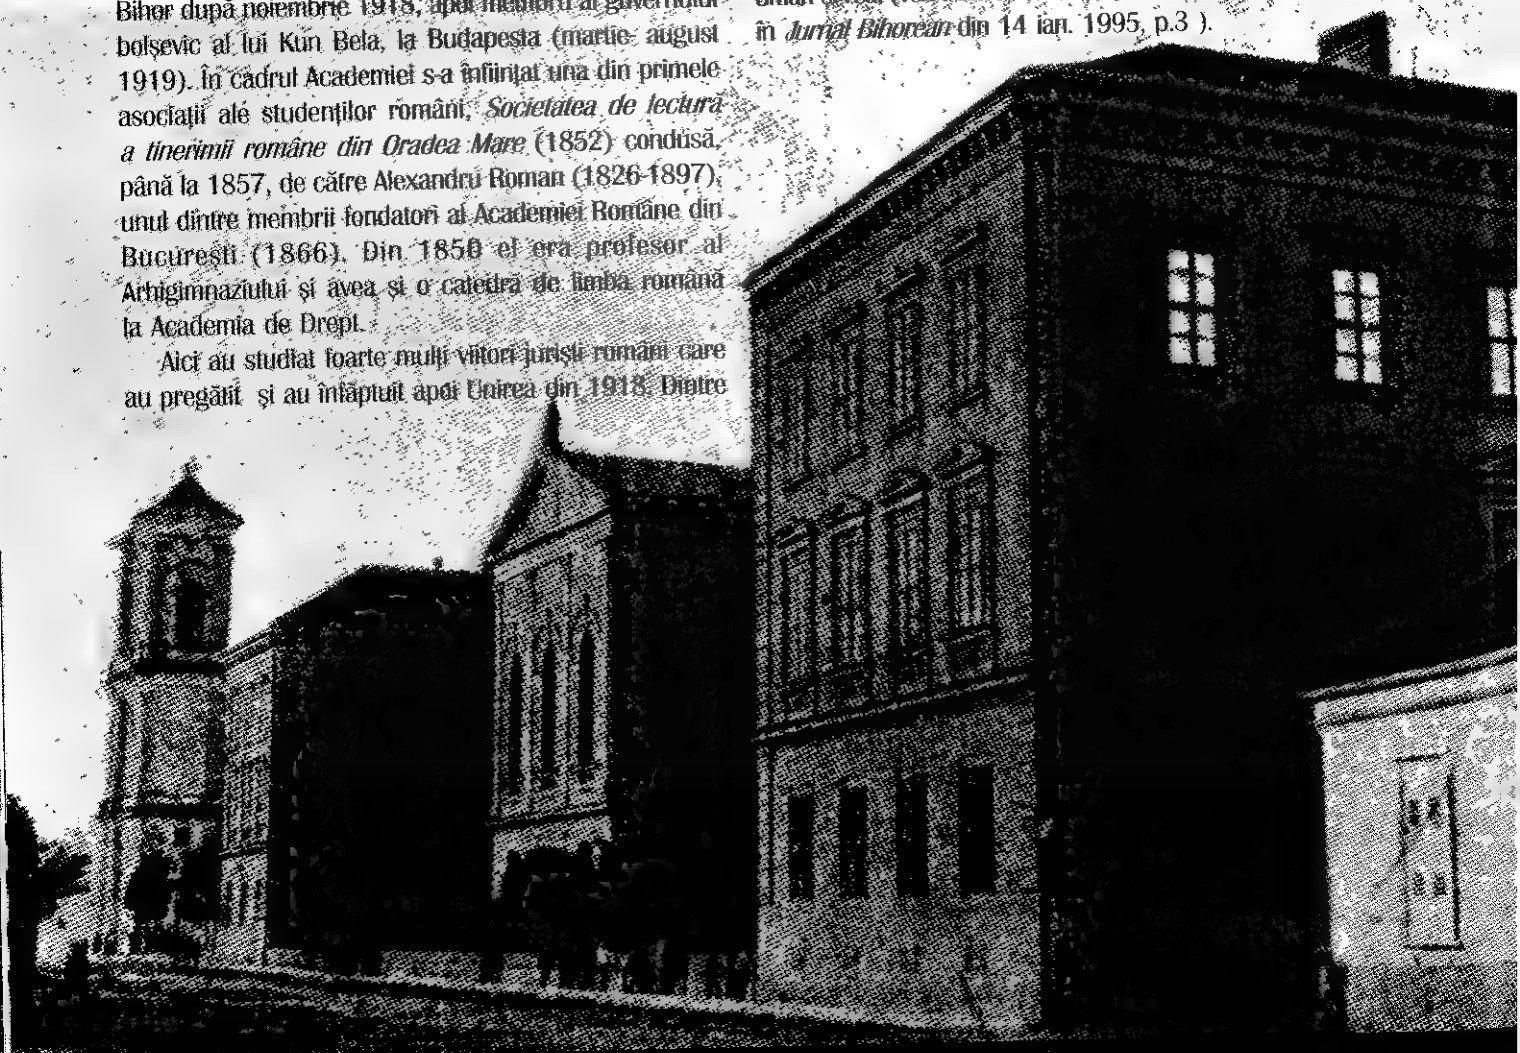 Bihor după noiembrie 1918, apoi membru al guvernului
bolșevic al lui Kun Bela, la Budapesta (martie- august
1919). În cadrul Academiei s-a înființat una din primele
asociații ale studenților români, Societatea de lectură
a tinerimii române din Oradea Mare (1852) condusă,
până la 1857, de către Alexandru Roman (1826-1897),
unul dintre membrii fondatori al Academiei Române din
București (1866). Din 1850 el era profesor al
Arhigimnaziului și avea și o catedră de limba română
la Academia de Drept.
Aici au studiat foarte mulți viitori juriști români care
au pregătit și au înfăptuit apoi Unirea din 1918. Dintre
în Jurnal Bihorean din 14 ian. 1995, p.3 ).